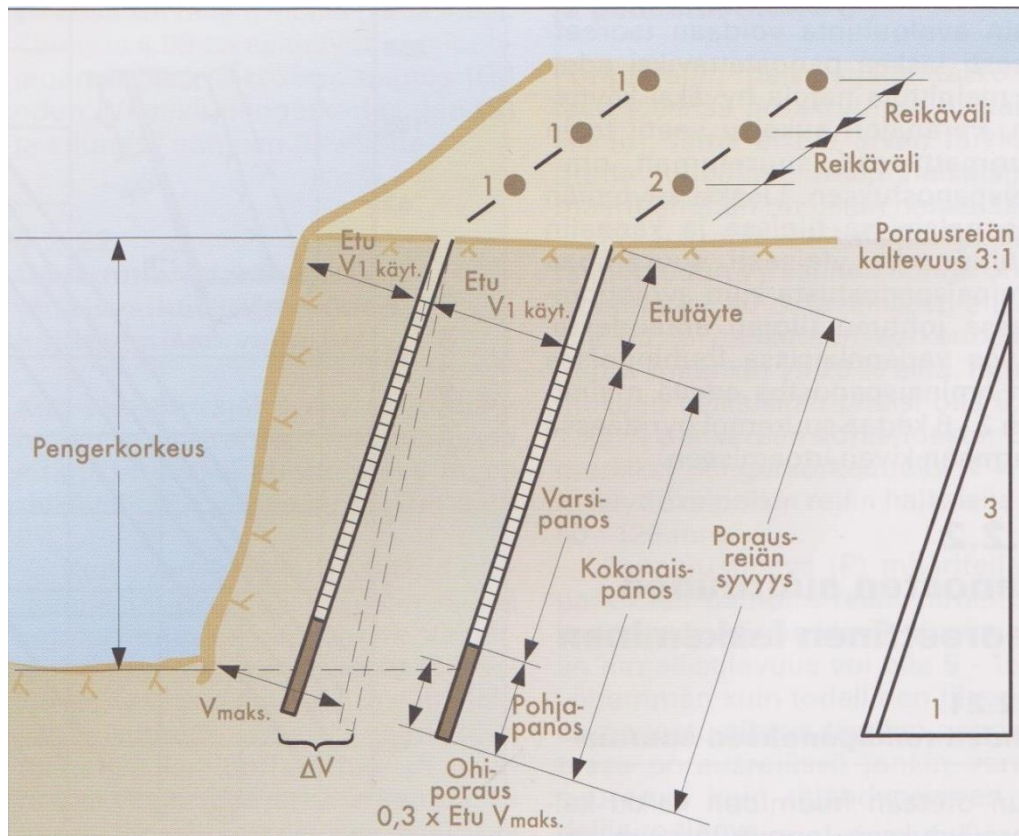 1
1
1
2
Reikäväli
Reikäväli
Etu
V1 käyt.
Etu
V1 käyt.
Etutäyte
Porausreiän
kaltevuus 3:1
Pengerkorkeus
Varsi-
panos
Kokonais-
panos
Poraus-
reiän
syvyys
3
1
Vmaks.
Pohja-
panos
ΔV
Ohi-
poraus
0,3 x Etu Vmaks.